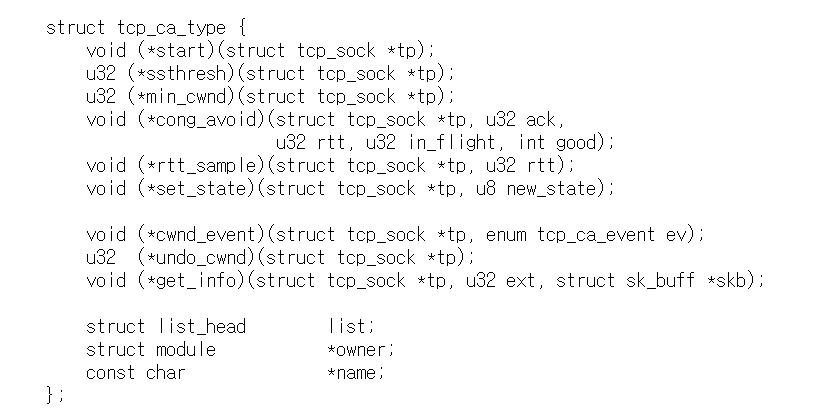 struct tcp_ca_type {
    void (*start)(struct tcp_sock *tp);
    u32 (*ssthresh)(struct tcp_sock *tp);
    u32 (*min_cwnd)(struct tcp_sock *tp);
    void (*cong_avoid)(struct tcp_sock *tp, u32 ack,
                       u32 rtt, u32 in_flight, int good);
    void (*rtt_sample)(struct tcp_sock *tp, u32 rtt);
    void (*set_state)(struct tcp_sock *tp, u8 new_state);

    void (*cwnd_event)(struct tcp_sock *tp, enum tcp_ca_event ev);
    u32  (*undo_cwnd)(struct tcp_sock *tp);
    void (*get_info)(struct tcp_sock *tp, u32 ext, struct sk_buff *skb);

    struct list_head        list;
    struct module           *owner;
    const char              *name;
};